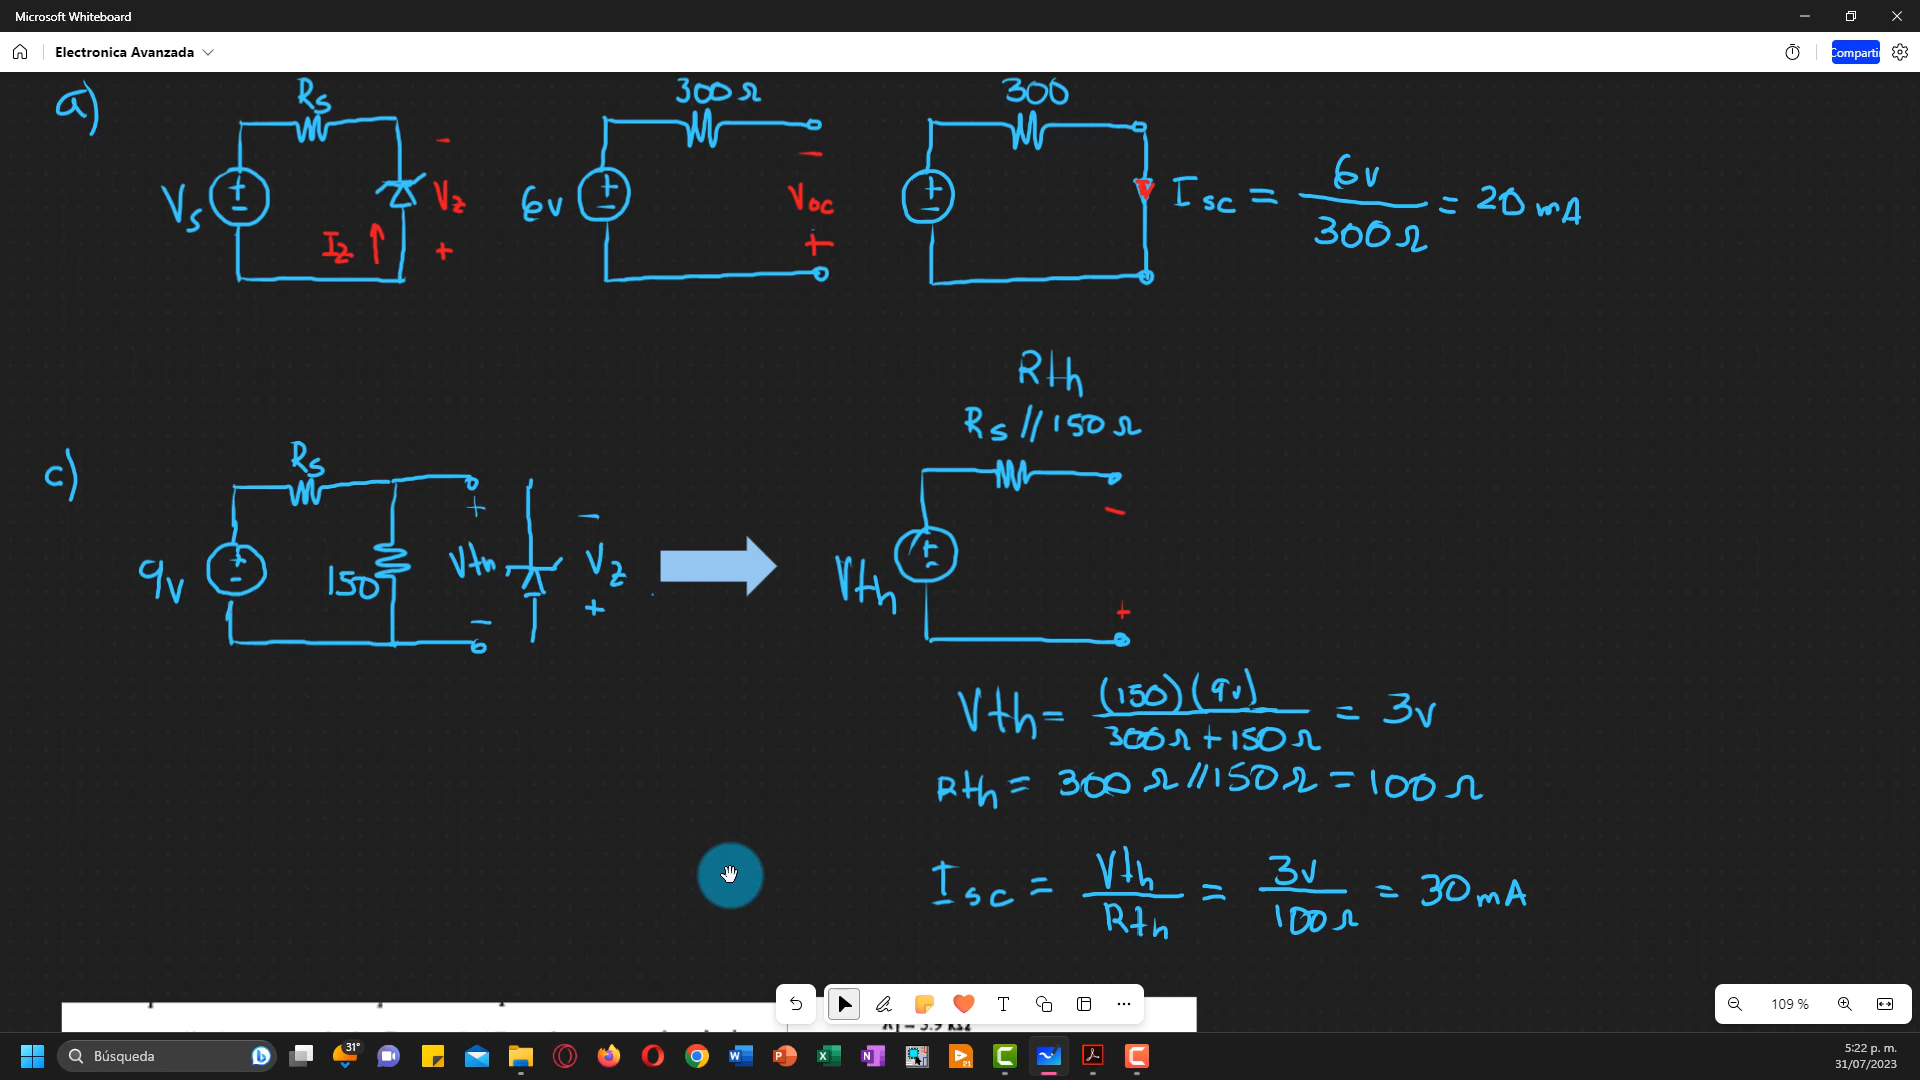 Microsoft Whiteboard
Electronica Avanzada
Comparti
a)
Rs
Vs
+
-
-
Vz
+
Iz
300 Ω
6v
+
-
-
Voc
+
300
+
-
Isc = 6v / 300 Ω = 20 mA
c)
Rs
9v
+
-
150
+
Vth
-
-
Vz
+
Rth
Rs // 150 Ω
Vth
+
-
-
+
Vth = (150)(9v) / 300Ω + 150Ω = 3v
Rth = 300 Ω // 150 Ω = 100 Ω
Isc = Vth / Rth = 3v / 100 Ω = 30 mA
109 %
31°
Búsqueda
5:22 p. m.
31/07/2023